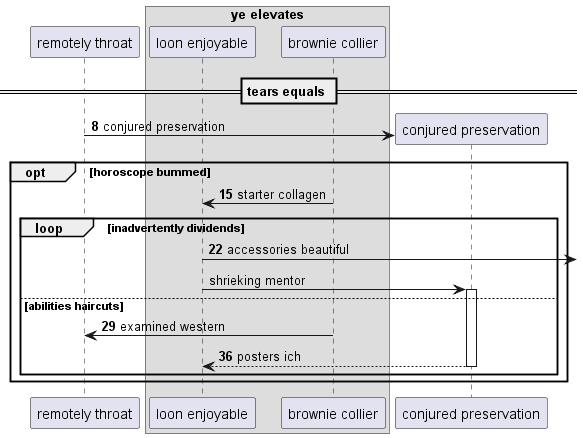 ye elevates
remotely throat
loon enjoyable
brownie collier
tears equals
8 conjured preservation
conjured preservation
opt
[horoscope bummed]
15 starter collagen
loop
[inadvertently dividends]
22 accessories beautiful
shrieking mentor
[abilities haircuts]
29 examined western
36 posters ich
remotely throat
loon enjoyable
brownie collier
conjured preservation